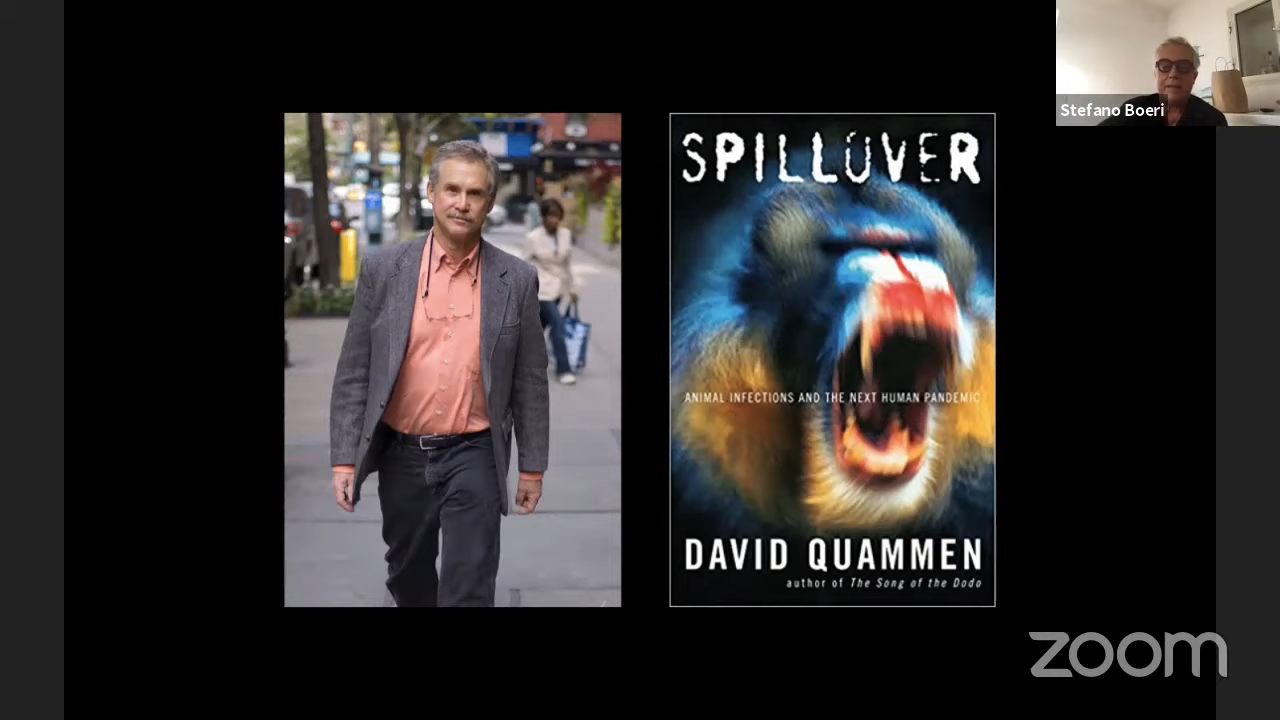 Stefano Boeri
SPILLOVER
ANIMAL INFECTIONS AND THE NEXT HUMAN PANDEMIC
DAVID QUAMMEN
author of The Song of the Dodo
zoom